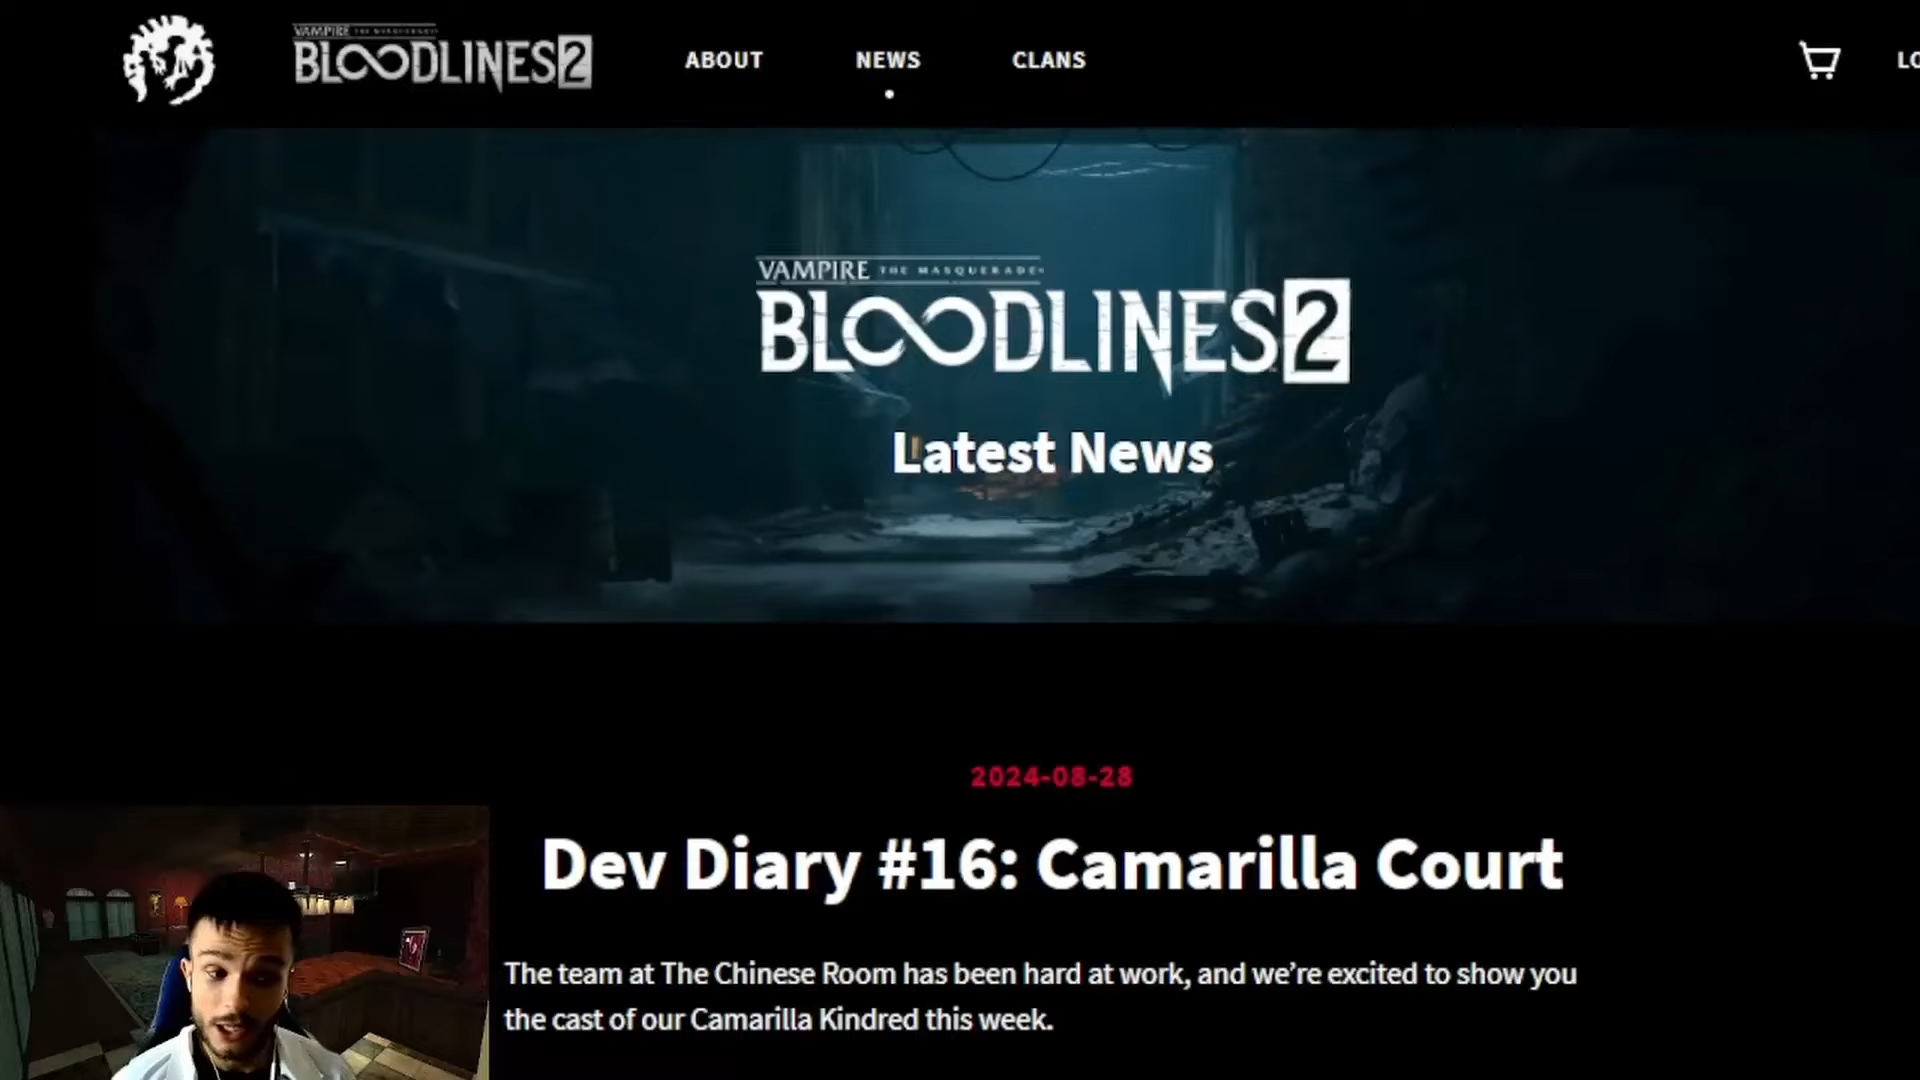 VAMPIRE THE MASQUERADE
BLOODLINES 2
ABOUT
NEWS
CLANS
VAMPIRE THE MASQUERADE
BLOODLINES 2
Latest News
2024-08-28
Dev Diary #16: Camarilla Court
The team at The Chinese Room has been hard at work, and we’re excited to show you
the cast of our Camarilla Kindred this week.